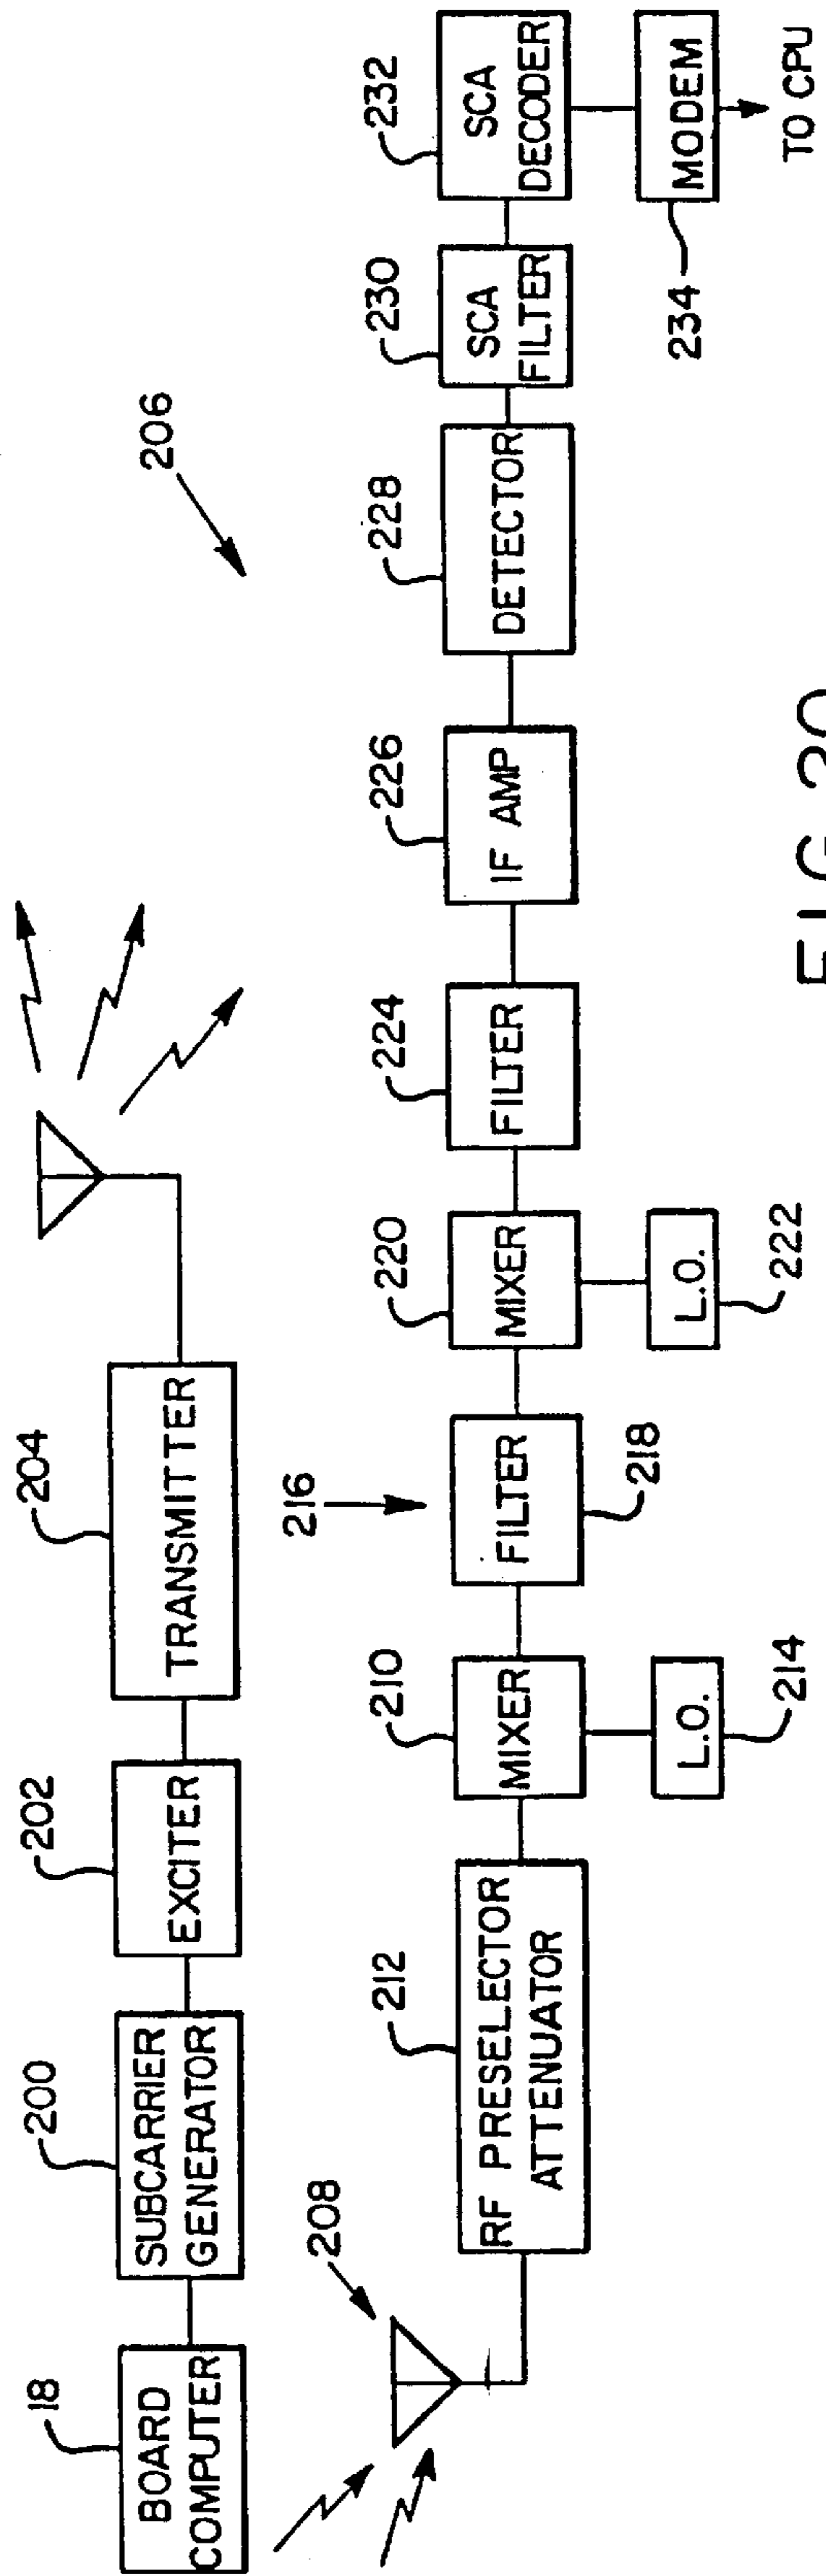 18
BOARD
COMPUTER
200
SUBCARRIER
GENERATOR
202
EXCITER
204
TRANSMITTER
206
208
212
RF PRESELECTOR
ATTENUATOR
210
MIXER
L.O.
214
216
FILTER
218
220
MIXER
L.O.
222
224
FILTER
226
IF AMP
228
DETECTOR
230
SCA
FILTER
232
SCA
DECODER
MODEM
234
TO CPU